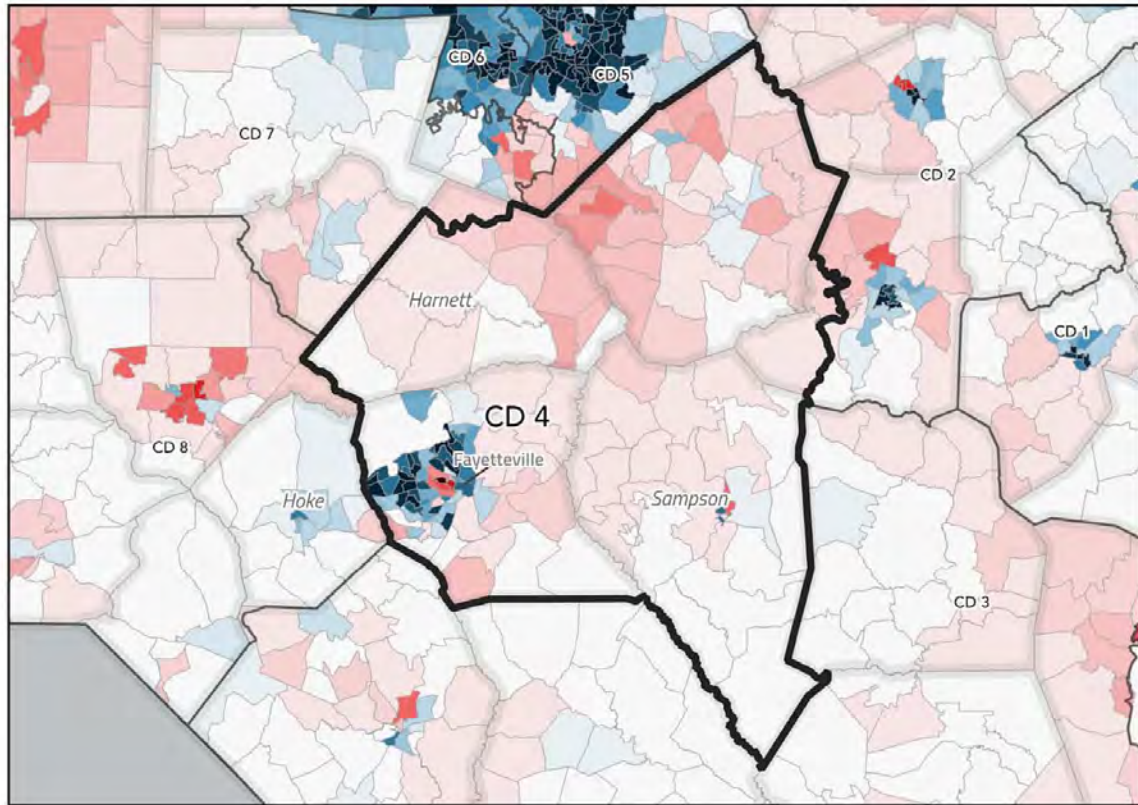 CD 6
CD 5
CD 7
CD 2
Harnett
CD 1
CD 4
CD 8
Fayetteville
Hoke
Sampson
CD 3